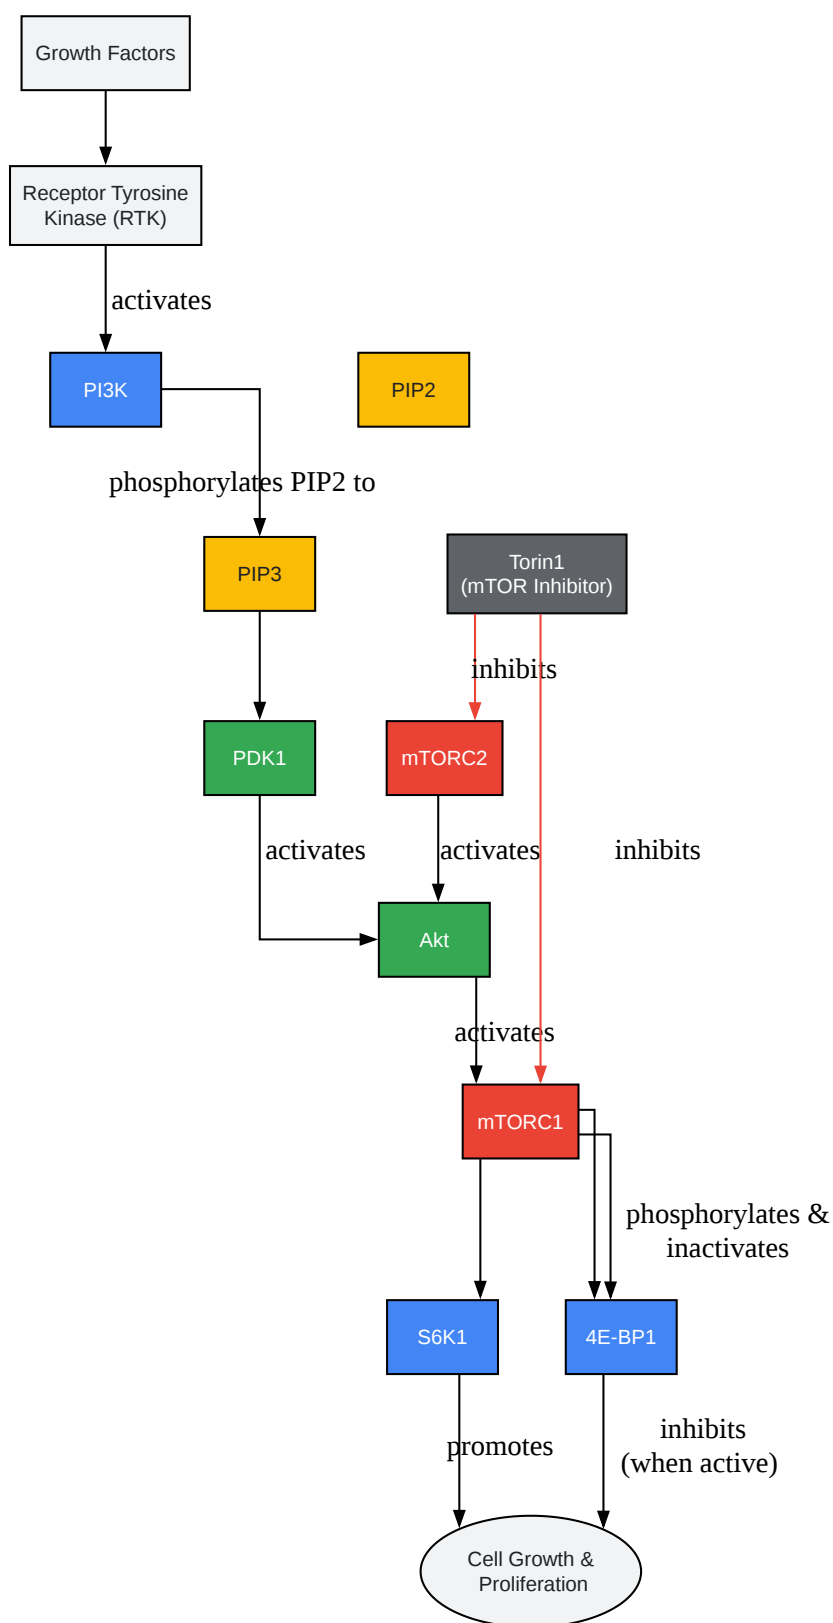 Growth Factors
Receptor Tyrosine
Kinase (RTK)
activates
PI3K
PIP2
phosphorylates PIP2 to
PIP3
Torin1
(mTOR Inhibitor)
inhibits
PDK1
mTORC2
activates
activates
inhibits
Akt
activates
mTORC1
phosphorylates &
inactivates
S6K1
4E-BP1
promotes
inhibits
(when active)
Cell Growth &
Proliferation